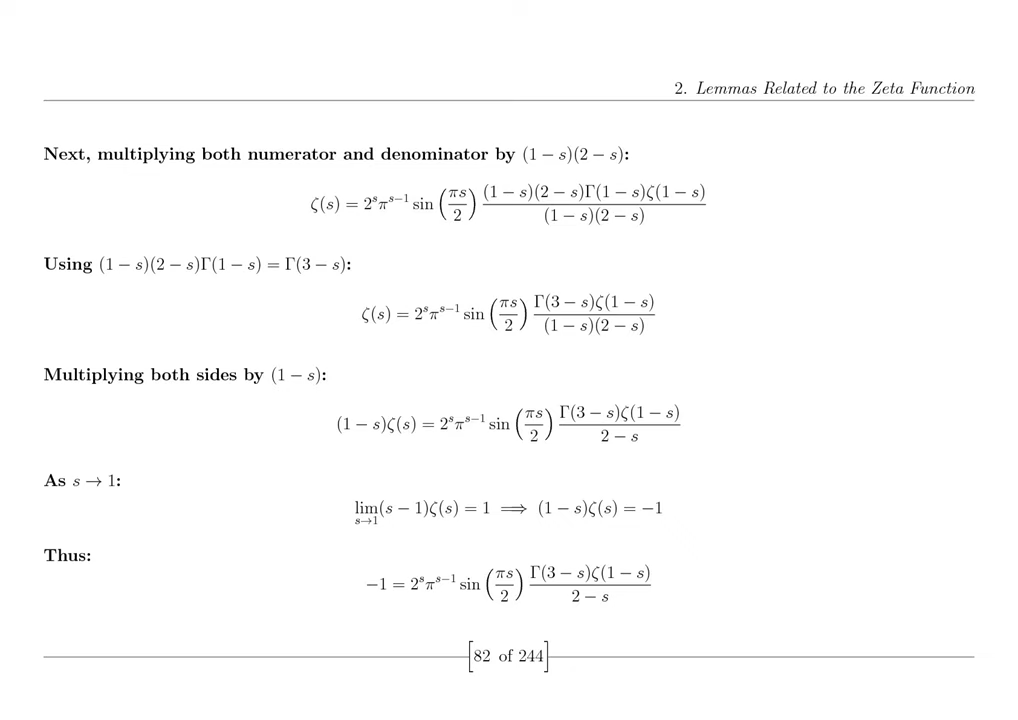 2. Lemmas Related to the Zeta Function
Next, multiplying both numerator and denominator by (1 − s)(2 − s):
ζ(s) = 2^s π^{s−1} sin(πs/2) (1 − s)(2 − s)Γ(1 − s)ζ(1 − s)/(1 − s)(2 − s)
Using (1 − s)(2 − s)Γ(1 − s) = Γ(3 − s):
ζ(s) = 2^s π^{s−1} sin(πs/2) Γ(3 − s)ζ(1 − s)/(1 − s)(2 − s)
Multiplying both sides by (1 − s):
(1 − s)ζ(s) = 2^s π^{s−1} sin(πs/2) Γ(3 − s)ζ(1 − s)/2 − s
As s → 1:
lim_{s→1}(s − 1)ζ(s) = 1 ⟹ (1 − s)ζ(s) = −1
Thus:
−1 = 2^s π^{s−1} sin(πs/2) Γ(3 − s)ζ(1 − s)/2 − s
[82 of 244]